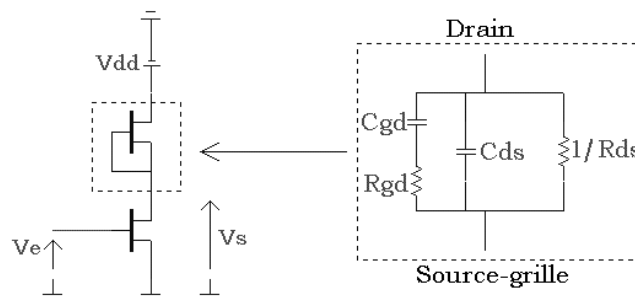 Drain
Vdd
Cgd
Cds
1/ Rds
Rgd
Ve
Vs
Source-grille